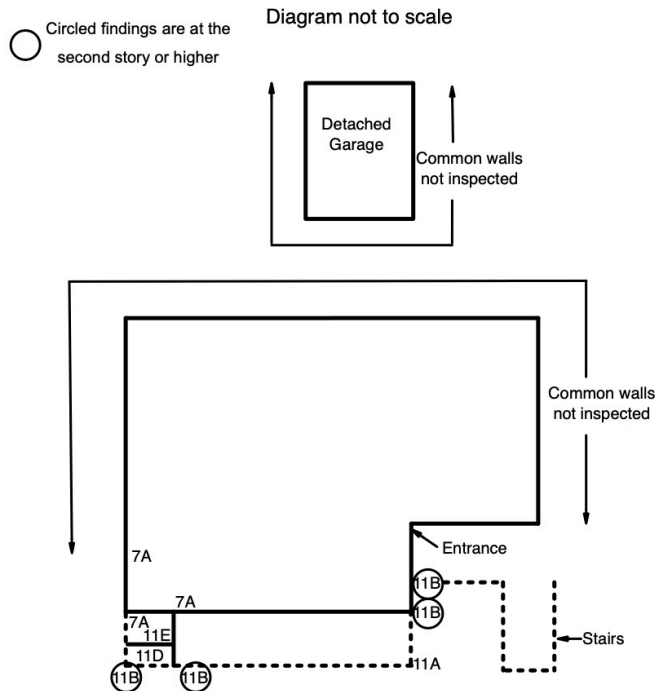 Diagram not to scale
Circled findings are at the
second story or higher
Detached
Garage
Common walls
not inspected
Common walls
not inspected
Entrance
7A
11B
7A
11B
7A
11E
Stairs
11D
11A
11B
11B